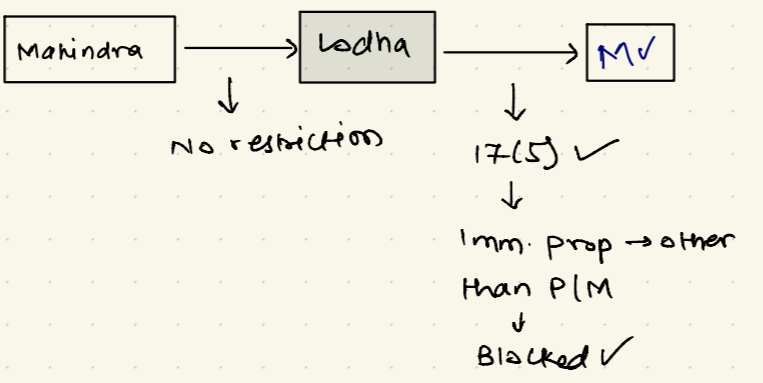 Mahindra
Lodha
MV
No restriction
17(5) ✓
Imm. prop → other
than P/M
Blocked ✓